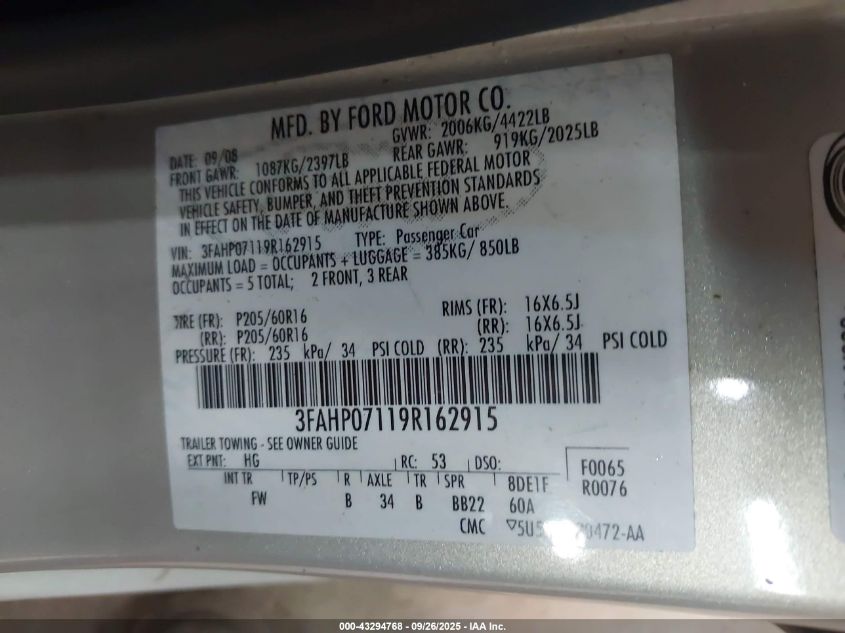 MFD. BY FORD MOTOR CO.
DATE: 09/08 GVWR: 2006KG/4422LB
FRONT GAWR: 1087KG/2397LB REAR GAWR: 919KG/2025LB
THIS VEHICLE CONFORMS TO ALL APPLICABLE FEDERAL MOTOR
VEHICLE SAFETY, BUMPER, AND THEFT PREVENTION STANDARDS
IN EFFECT ON THE DATE OF MANUFACTURE SHOWN ABOVE.
VIN: 3FAHP07119R162915 TYPE: Passenger Car
MAXIMUM LOAD = OCCUPANTS + LUGGAGE = 385KG/ 850LB
OCCUPANTS = 5 TOTAL; 2 FRONT, 3 REAR
(FR): P205/60R16 RIMS (FR): 16X6.5J
(RR): P205/60R16 (RR): 16X6.5J
PRESSURE (FR): 235 kPa/ 34 PSI COLD (RR): 235 kPa/ 34 PSI COLD
3FAHP07119R162915
TRAILER TOWING - SEE OWNER GUIDE
EXT PNT: HG RC: 53 DSO: F0065
INT TR TP/PS R AXLE TR SPR 8DE1F R0076
FW B 34 B BB22 60A
CMC 0472-AA
000-43294768 - 09/26/2025 - IAA Inc.